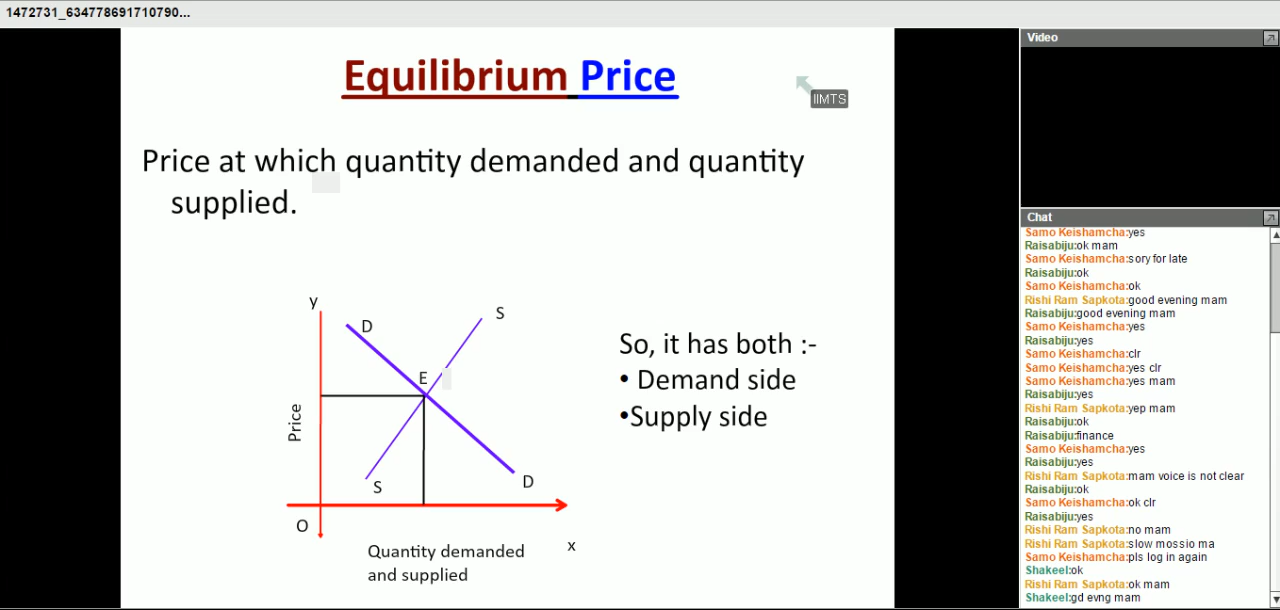 1472731_634778691710790...
Equilibrium Price
IIMTS
Price at which quantity demanded and quantity
supplied.
y
D
S
E
Price
S
D
O
x
Quantity demanded
and supplied
So, it has both :-
• Demand side
•Supply side
Video
Chat
Samo Keishamcha:yes
Raisabiju:ok mam
Samo Keishamcha:sory for late
Raisabiju:ok
Samo Keishamcha:ok
Rishi Ram Sapkota:good evening mam
Raisabiju:good evening mam
Samo Keishamcha:yes
Raisabiju:yes
Samo Keishamcha:clr
Samo Keishamcha:yes clr
Samo Keishamcha:yes mam
Raisabiju:yes
Rishi Ram Sapkota:yep mam
Raisabiju:ok
Raisabiju:finance
Samo Keishamcha:yes
Raisabiju:yes
Rishi Ram Sapkota:mam voice is not clear
Raisabiju:ok
Samo Keishamcha:ok clr
Raisabiju:yes
Rishi Ram Sapkota:no mam
Rishi Ram Sapkota:slow mossio ma
Samo Keishamcha:pls log in again
Shakeel:ok
Rishi Ram Sapkota:ok mam
Shakeel:gd evng mam